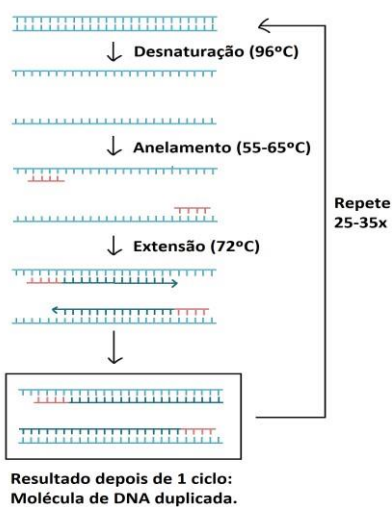 Desnaturação (96ºC)
Anelamento (55-65ºC)
Repete
25-35x
Extensão (72ºC)
Resultado depois de 1 ciclo:
Molécula de DNA duplicada.